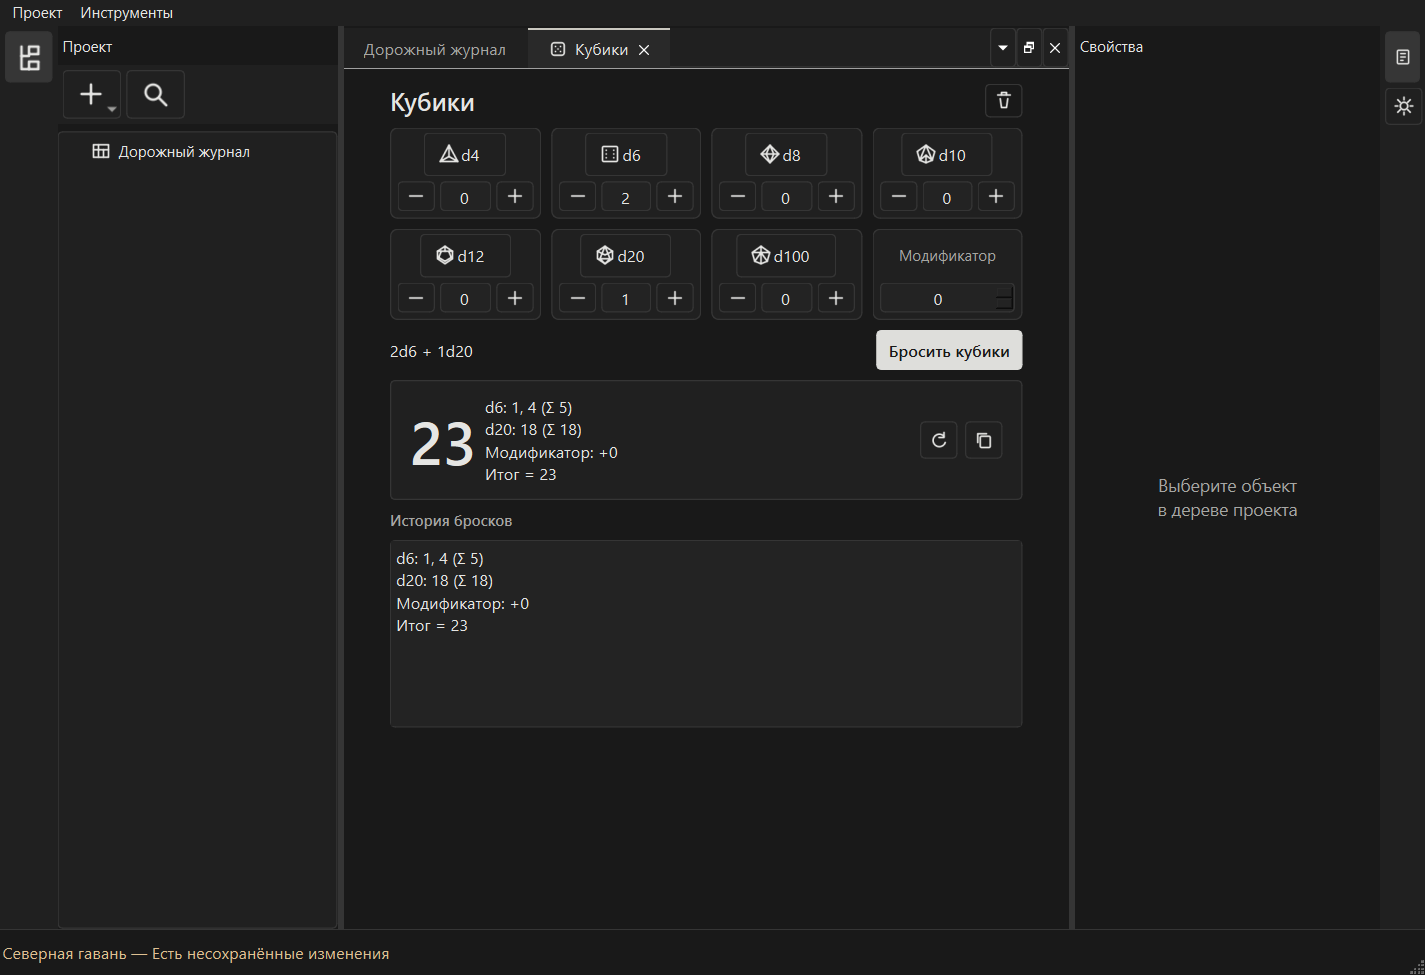 Проект Инструменты
Проект
Дорожный журнал
Дорожный журнал Кубики
Свойства
Кубики
d4 d6 d8 d10
0 2 0 0
d12 d20 d100 Модификатор
0 1 0 0
2d6 + 1d20
Бросить кубики
23
d6: 1, 4 (Σ 5)
d20: 18 (Σ 18)
Модификатор: +0
Итог = 23
История бросков
d6: 1, 4 (Σ 5)
d20: 18 (Σ 18)
Модификатор: +0
Итог = 23
Выберите объект
в дереве проекта
Северная гавань — Есть несохранённые изменения